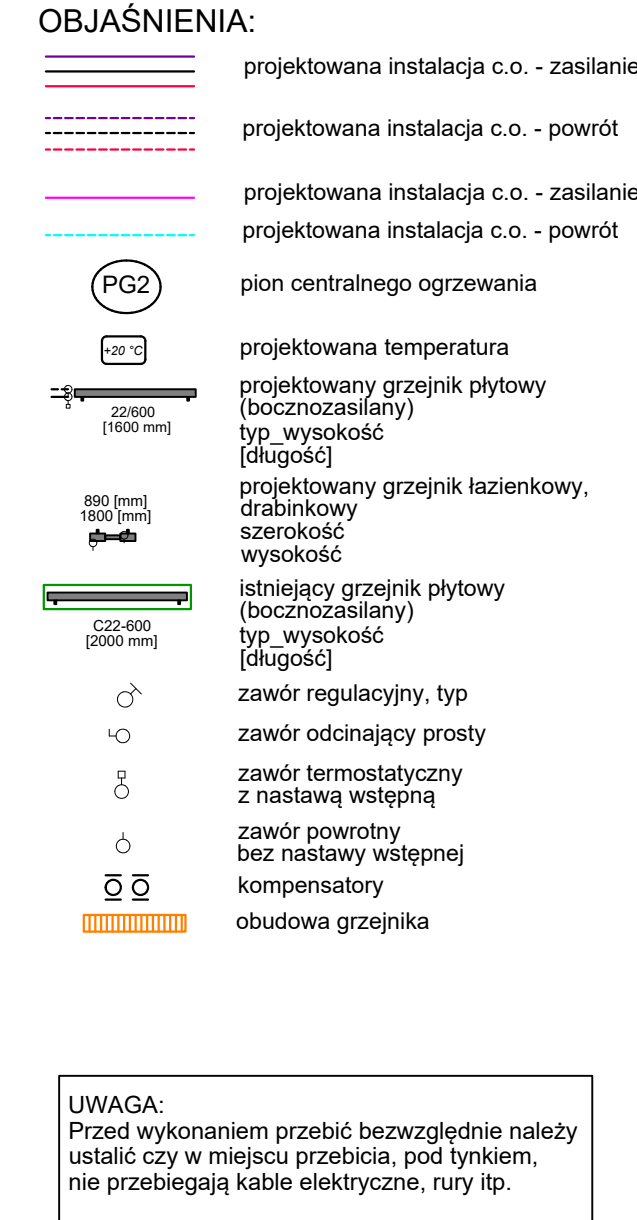 OBJAŚNIENIA:
projektowana instalacja c.o. - zasilanie
projektowana instalacja c.o. - powrót
projektowana instalacja c.o. - zasilanie
projektowana instalacja c.o. - powrót
PG2
pion centralnego ogrzewania
+20 °C
projektowana temperatura
22/600
[1600 mm]
projektowany grzejnik płytowy
(bocznozasilany)
typ_wysokość
[długość]
890 [mm]
1800 [mm]
projektowany grzejnik łazienkowy,
drabinkowy
szerokość
wysokość
C22-600
[2000 mm]
istniejący grzejnik płytowy
(bocznozasilany)
typ_wysokość
[długość]
zawór regulacyjny, typ
zawór odcinający prosty
zawór termostatyczny
z nastawą wstępną
zawór powrotny
bez nastawy wstępnej
kompensatory
obudowa grzejnika
UWAGA:
Przed wykonaniem przebić bezwzględnie należy
ustalić czy w miejscu przebicia, pod tynkiem,
nie przebiegają kable elektryczne, rury itp.